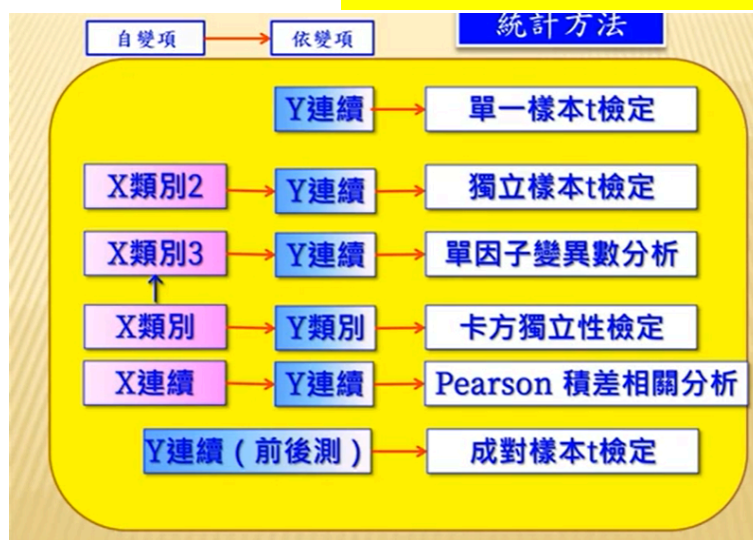 統計方法
自變項 依變項
Y連續 單一樣本t檢定
X類別2 Y連續 獨立樣本t檢定
X類別3 Y連續 單因子變異數分析
X類別 Y類別 卡方獨立性檢定
X連續 Y連續 Pearson 積差相關分析
Y連續（前後測） 成對樣本t檢定